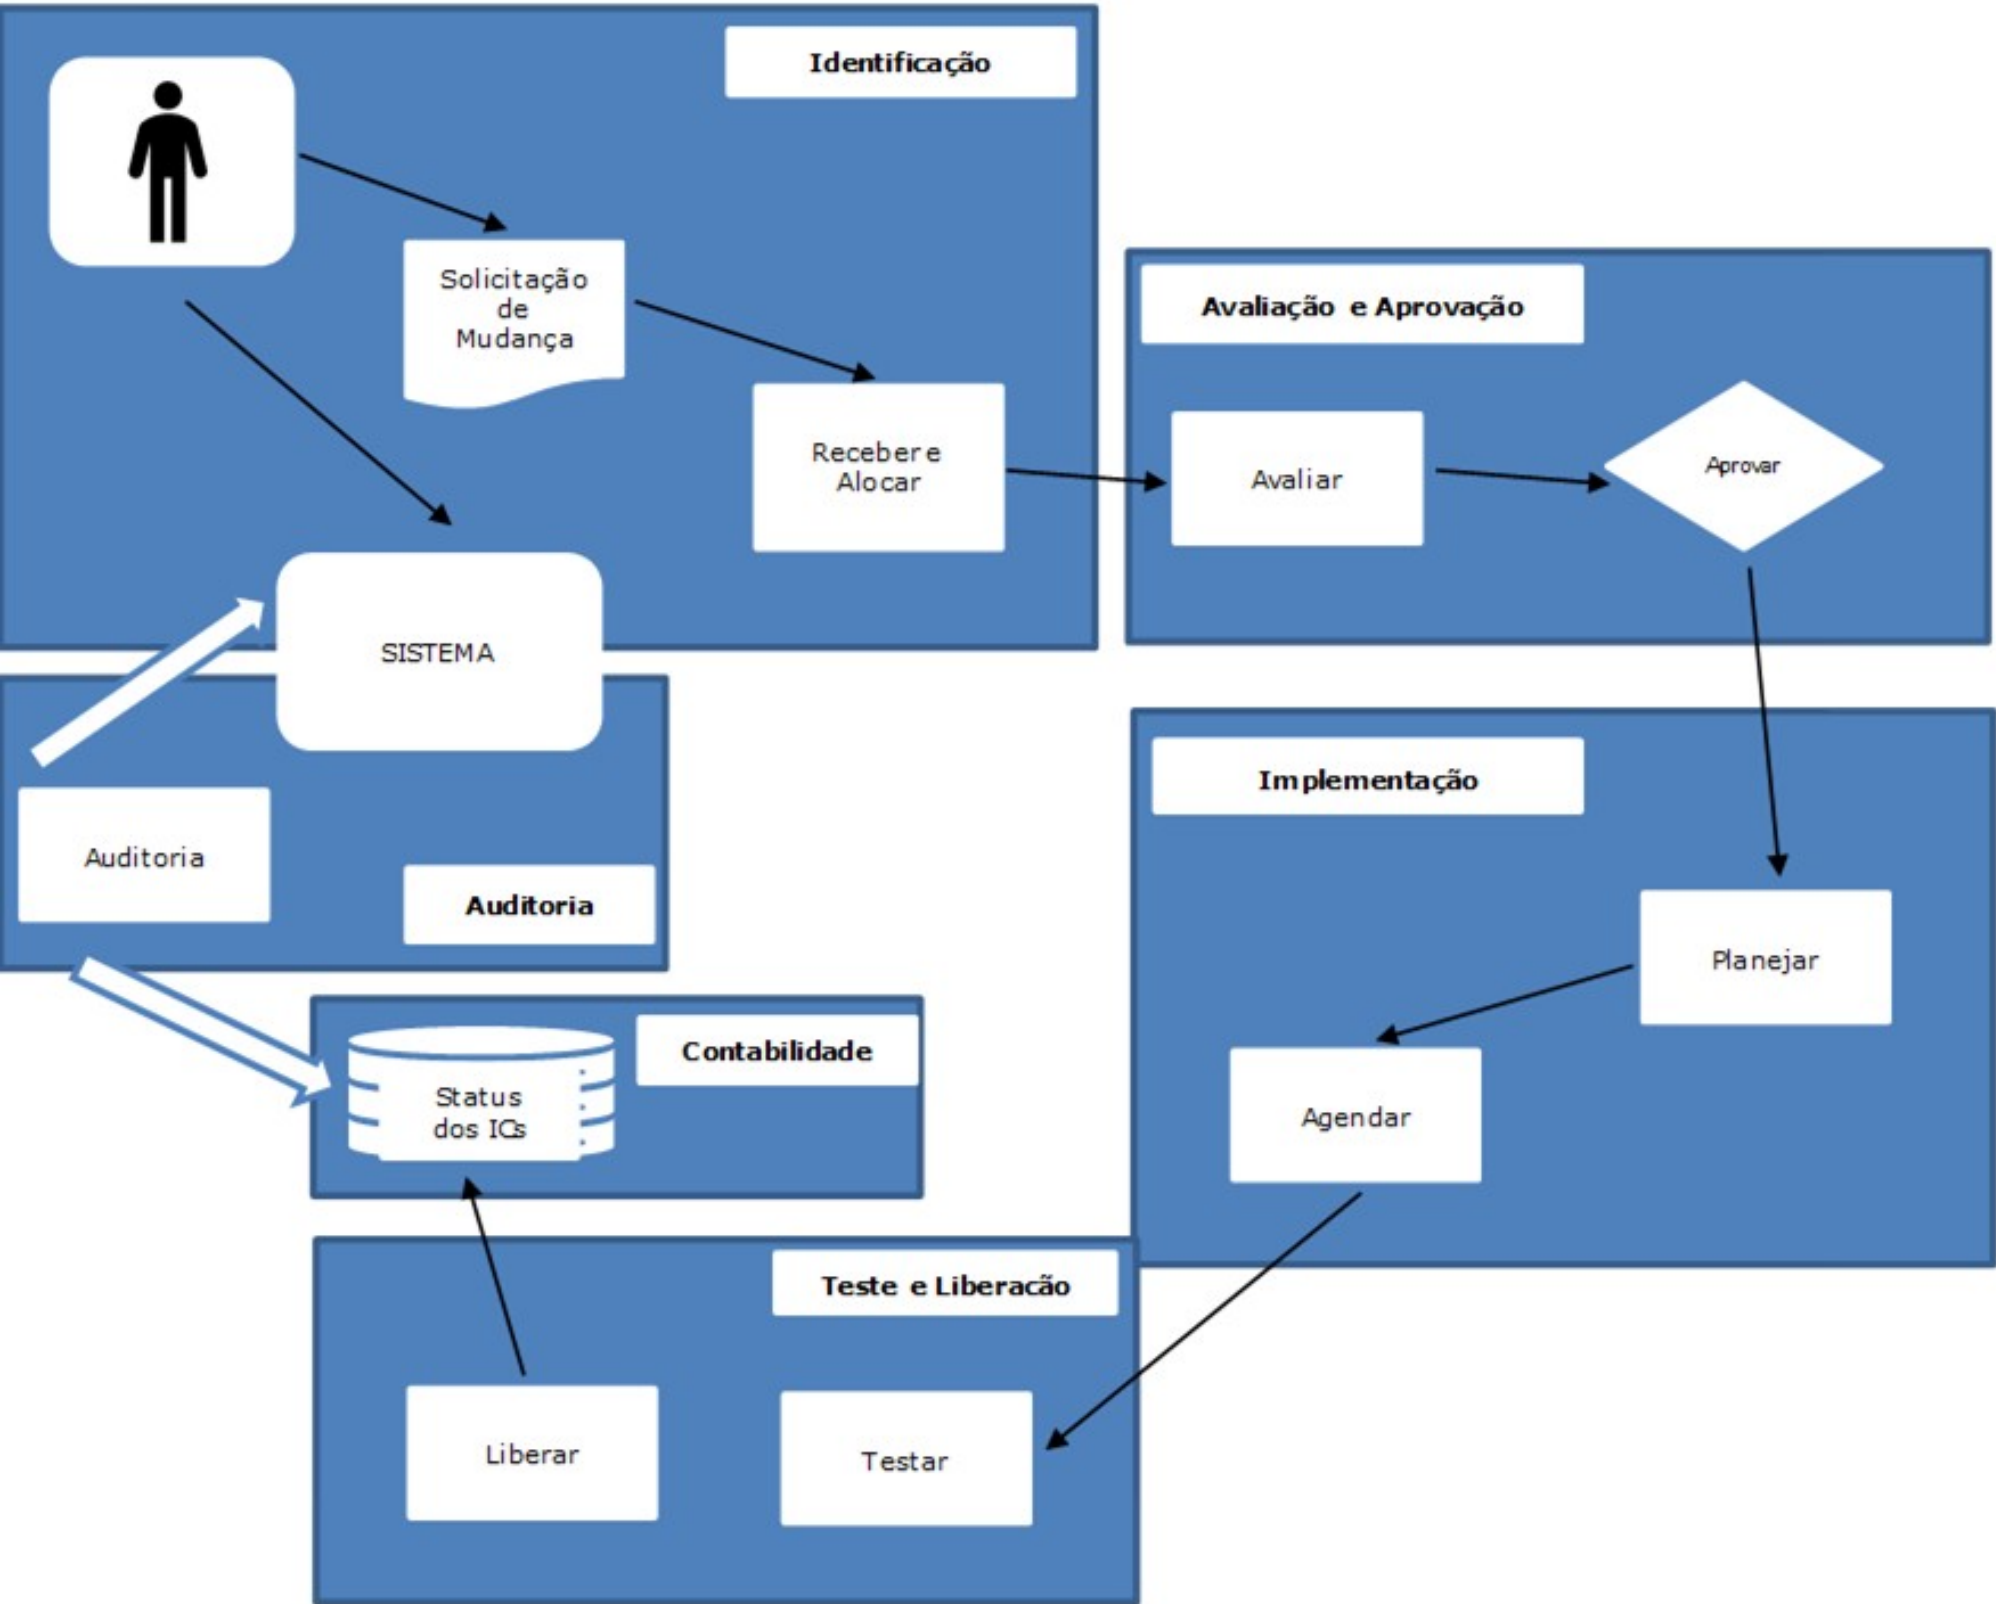 Identificação
Solicitação
de
Mudança
Receber e
Alocar
SISTEMA
Avaliação e Aprovação
Avaliar
Aprovar
Implementação
Planejar
Agendar
Auditoria
Auditoria
Contabilidade
Status
dos ICs
Teste e Liberacão
Liberar
Testar